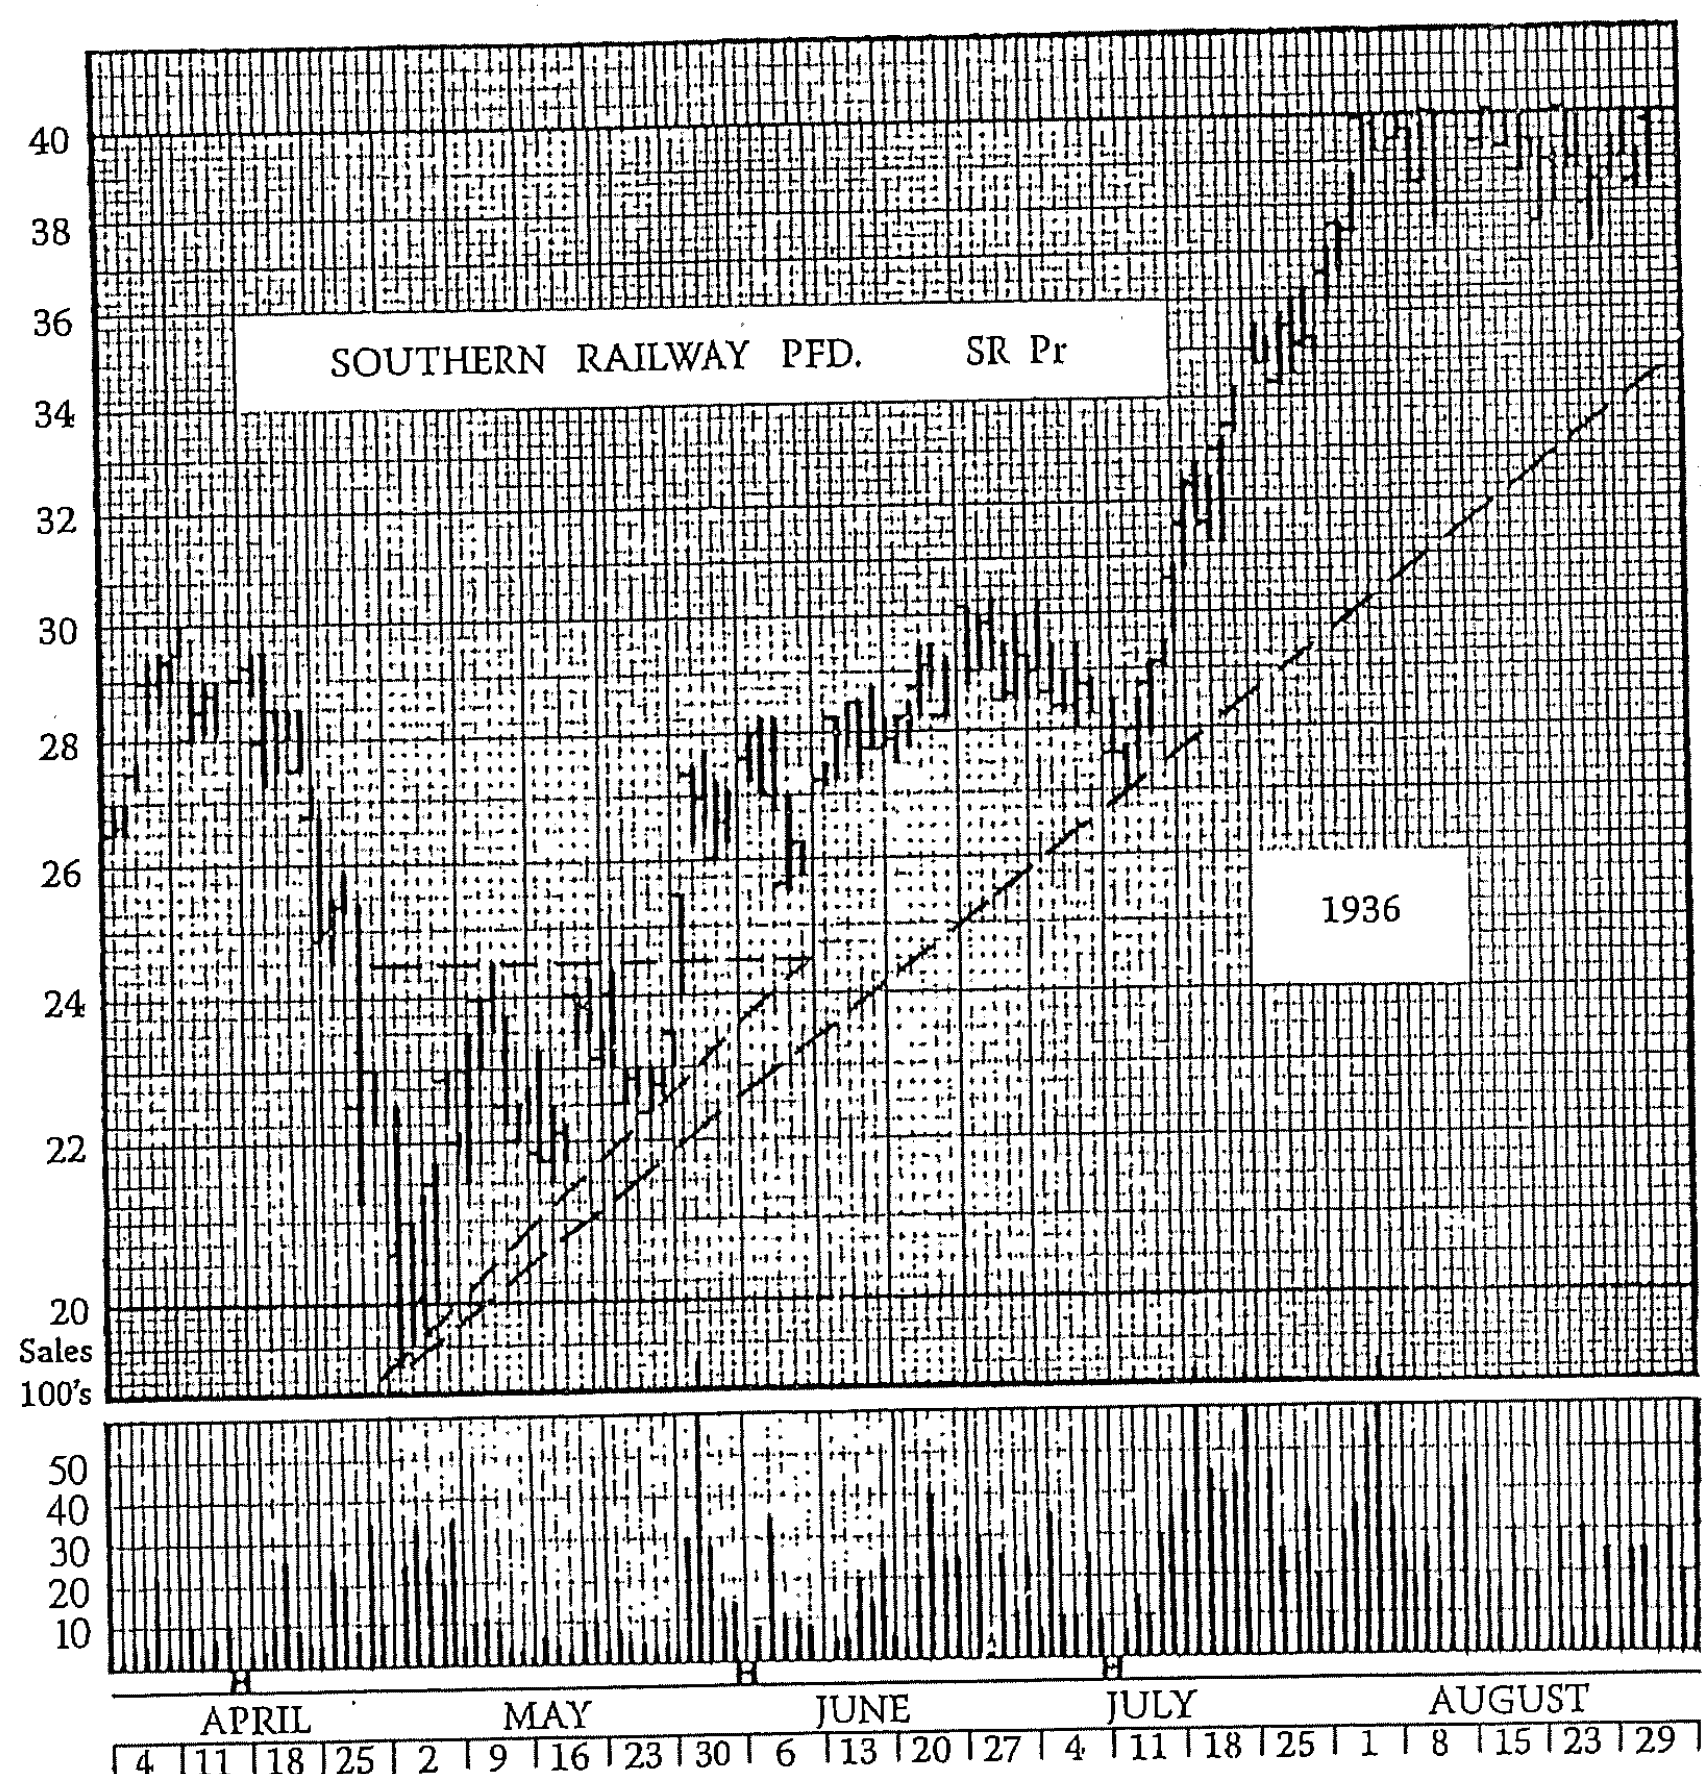 40
38
SOUTHERN RAILWAY PFD. SR Pr
36
34
32
30
28
26
1936
24
22
20
Sales
100's
50
40
30
20
10
H H H
APRIL MAY JUNE JULY AUGUST
4 11 18 25 2 9 16 23 30 6 13 20 27 4 11 18 25 1 8 15 23 29